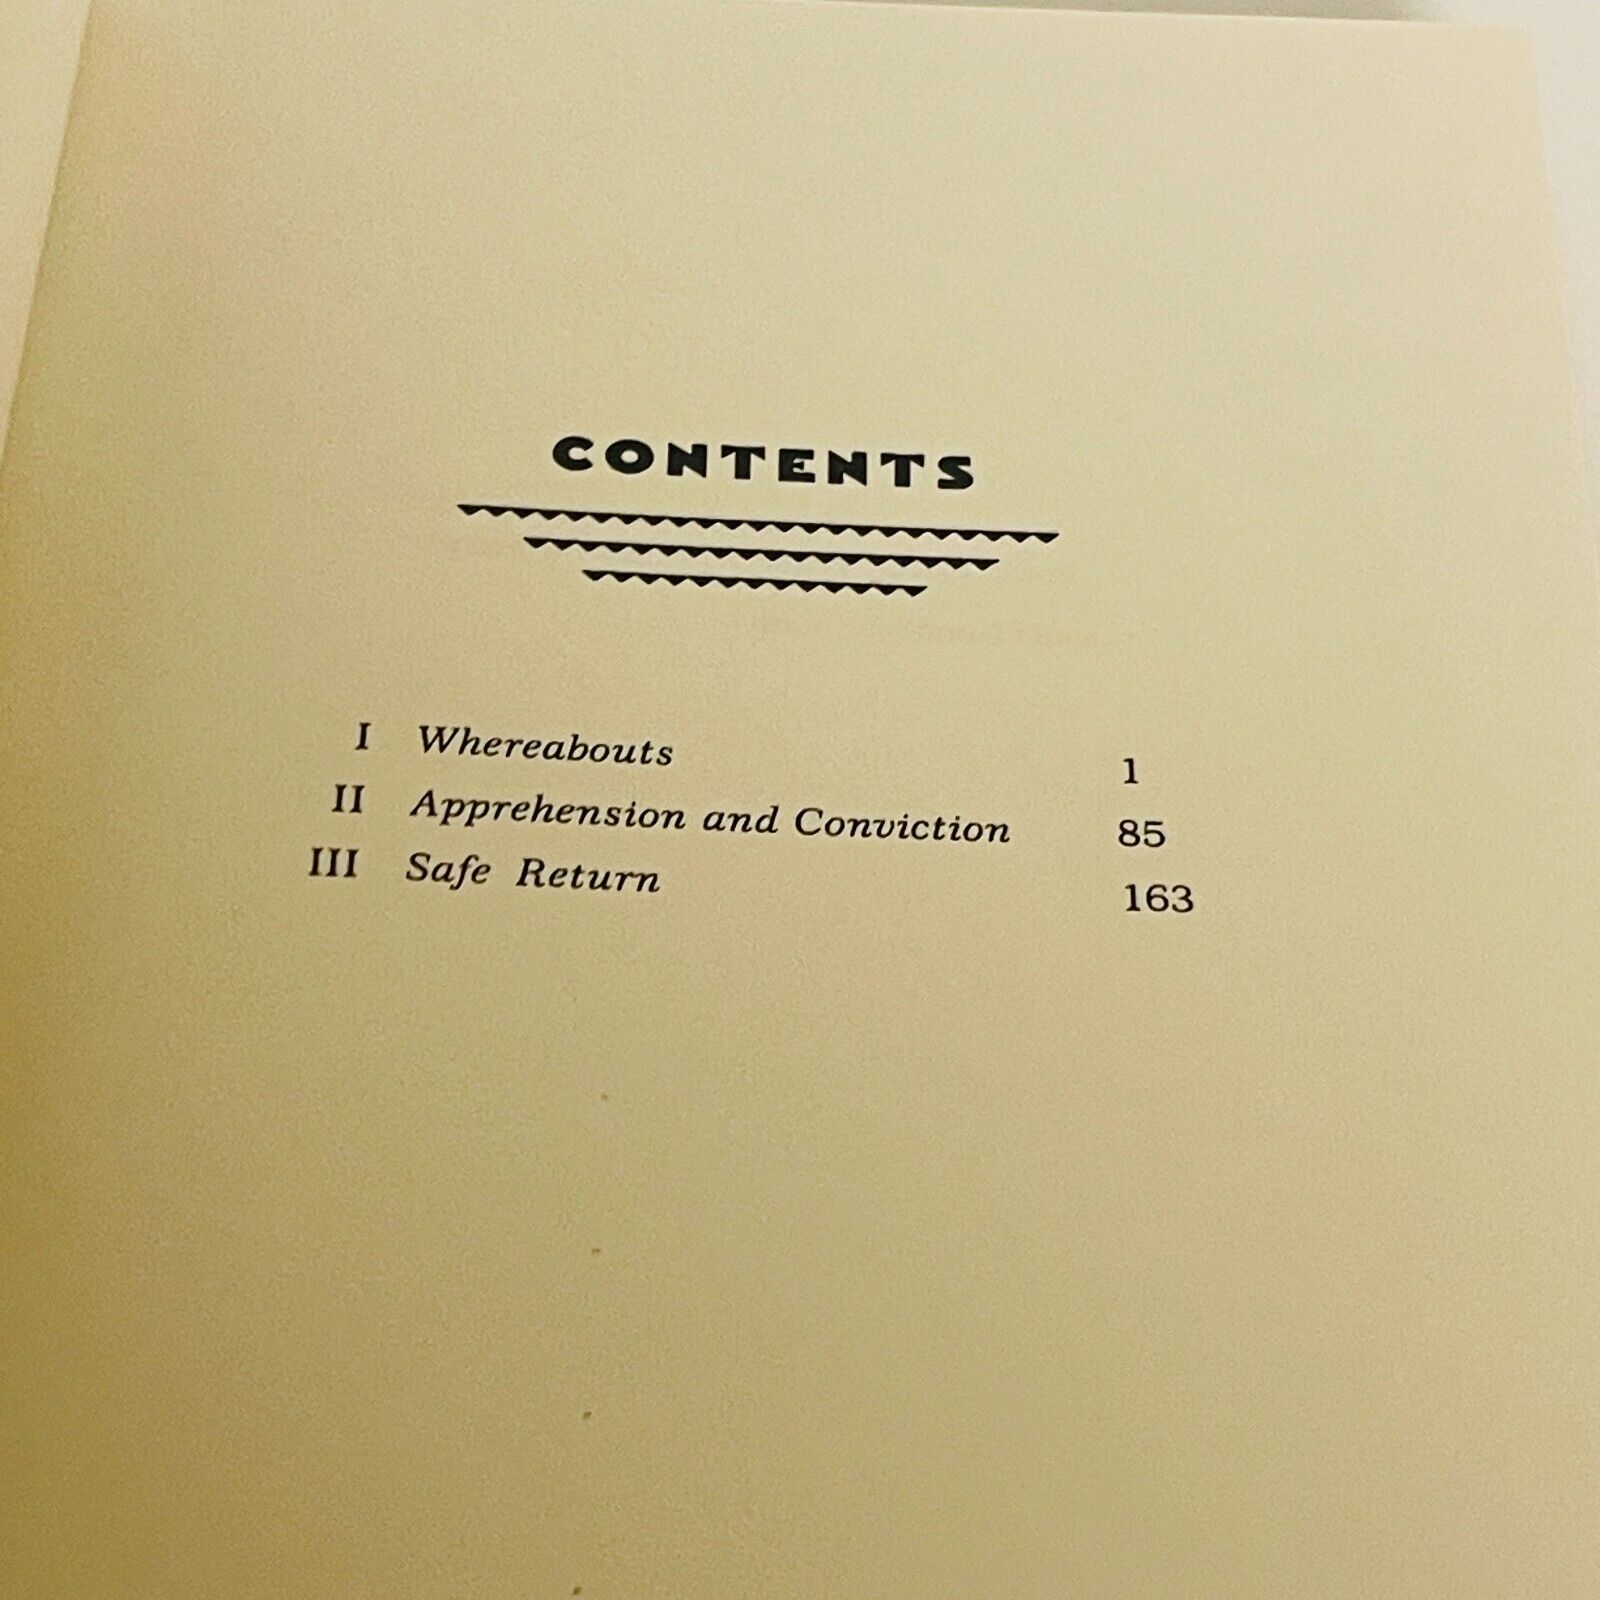 CONTENTS
I Whereabouts 1
II Apprehension and Conviction 85
III Safe Return 163